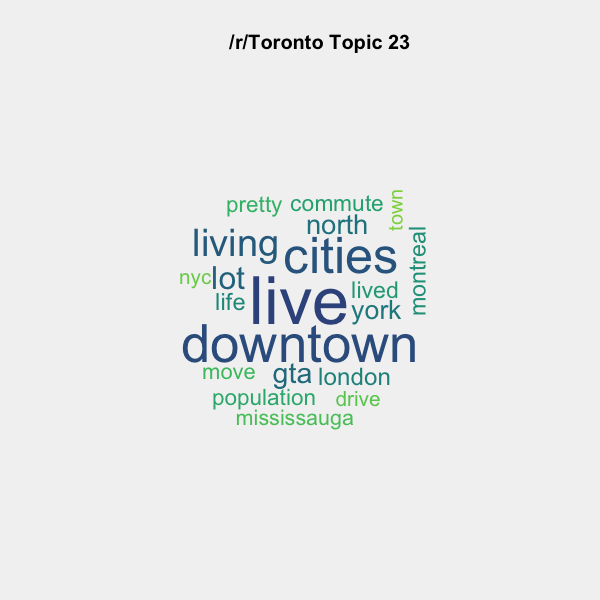 /r/Toronto Topic 23
pretty
commute
town
north
living
cities
montreal
nyc
lot
live
lived
life
york
downtown
move
gta
london
population
drive
mississauga